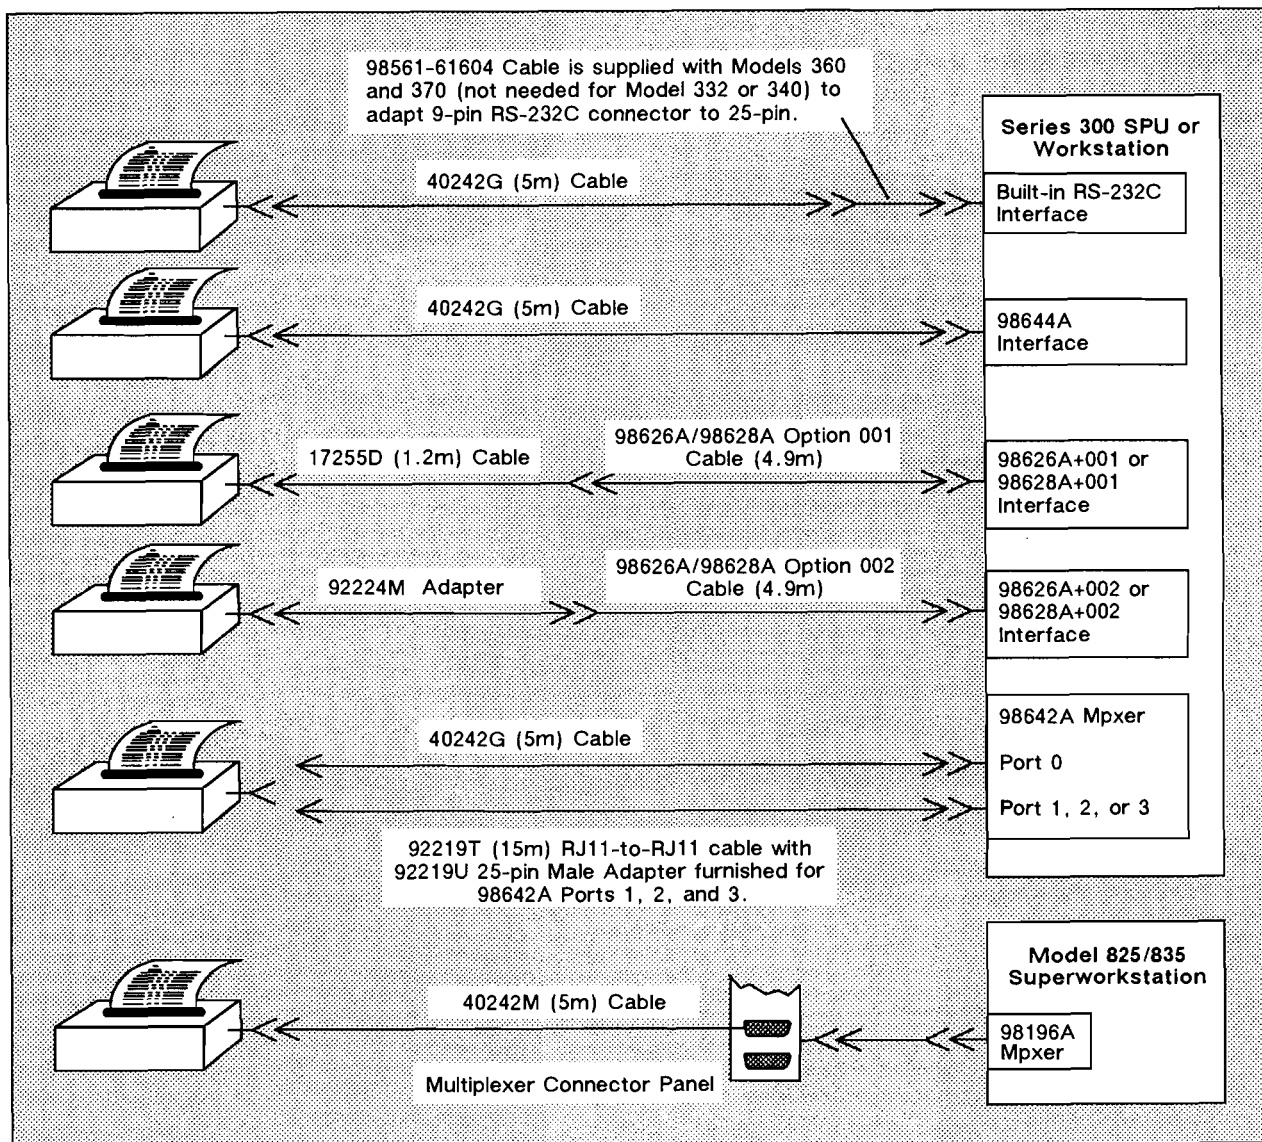 98561-61604 Cable is supplied with Models 360
and 370 (not needed for Model 332 or 340) to
adapt 9-pin RS-232C connector to 25-pin.
Series 300 SPU or
Workstation
40242G (5m) Cable
Built-in RS-232C
Interface
40242G (5m) Cable
98644A
Interface
17255D (1.2m) Cable
98626A/98628A Option 001
Cable (4.9m)
98626A+001 or
98628A+001
Interface
92224M Adapter
98626A/98628A Option 002
Cable (4.9m)
98626A+002 or
98628A+002
Interface
40242G (5m) Cable
98642A Mpxer
Port 0
Port 1, 2, or 3
92219T (15m) RJ11-to-RJ11 cable with
92219U 25-pin Male Adapter furnished for
98642A Ports 1, 2, and 3.
Model 825/835
Superworkstation
40242M (5m) Cable
98196A
Mpxer
Multiplexer Connector Panel